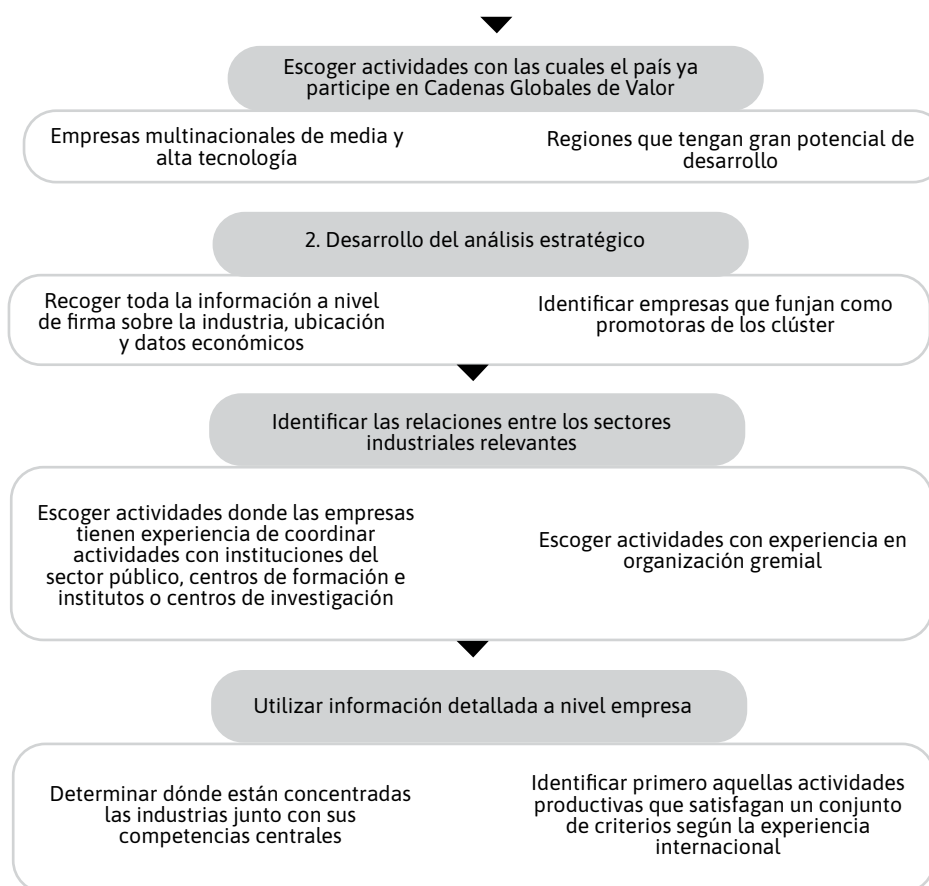 Escoger actividades con las cuales el país ya
participe en Cadenas Globales de Valor
Empresas multinacionales de media y
alta tecnología
Regiones que tengan gran potencial de
desarrollo
2. Desarrollo del análisis estratégico
Recoger toda la información a nivel
de firma sobre la industria, ubicación
y datos económicos
Identificar empresas que funjan como
promotoras de los clúster
Identificar las relaciones entre los sectores
industriales relevantes
Escoger actividades donde las empresas
tienen experiencia de coordinar
actividades con instituciones del
sector público, centros de formación e
institutos o centros de investigación
Escoger actividades con experiencia en
organización gremial
Utilizar información detallada a nivel empresa
Determinar dónde están concentradas
las industrias junto con sus
competencias centrales
Identificar primero aquellas actividades
productivas que satisfagan un conjunto
de criterios según la experiencia
internacional